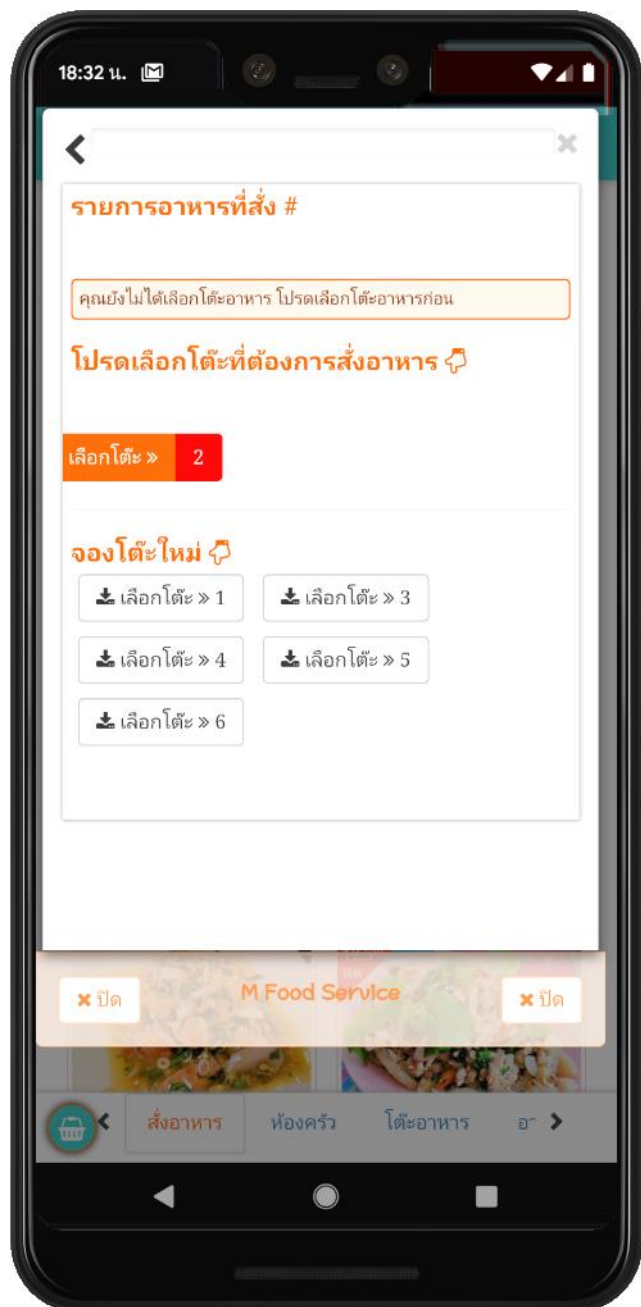 18:32 น.
รายการอาหารที่สั่ง #
คุณยังไม่ได้เลือกโต๊ะอาหาร โปรดเลือกโต๊ะอาหารก่อน
โปรดเลือกโต๊ะที่ต้องการสั่งอาหาร
เลือกโต๊ะ » 2
จองโต๊ะใหม่
เลือกโต๊ะ » 1 เลือกโต๊ะ » 3
เลือกโต๊ะ » 4 เลือกโต๊ะ » 5
เลือกโต๊ะ » 6
ปิด M Food Service ปิด
สั่งอาหาร ห้องครัว โต๊ะอาหาร